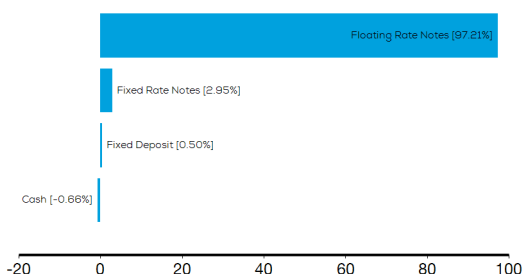 Floating Rate Notes [97.21%]
Fixed Rate Notes [2.95%]
Fixed Deposit [0.50%]
Cash [-0.66%]
-20 0 20 40 60 80 100